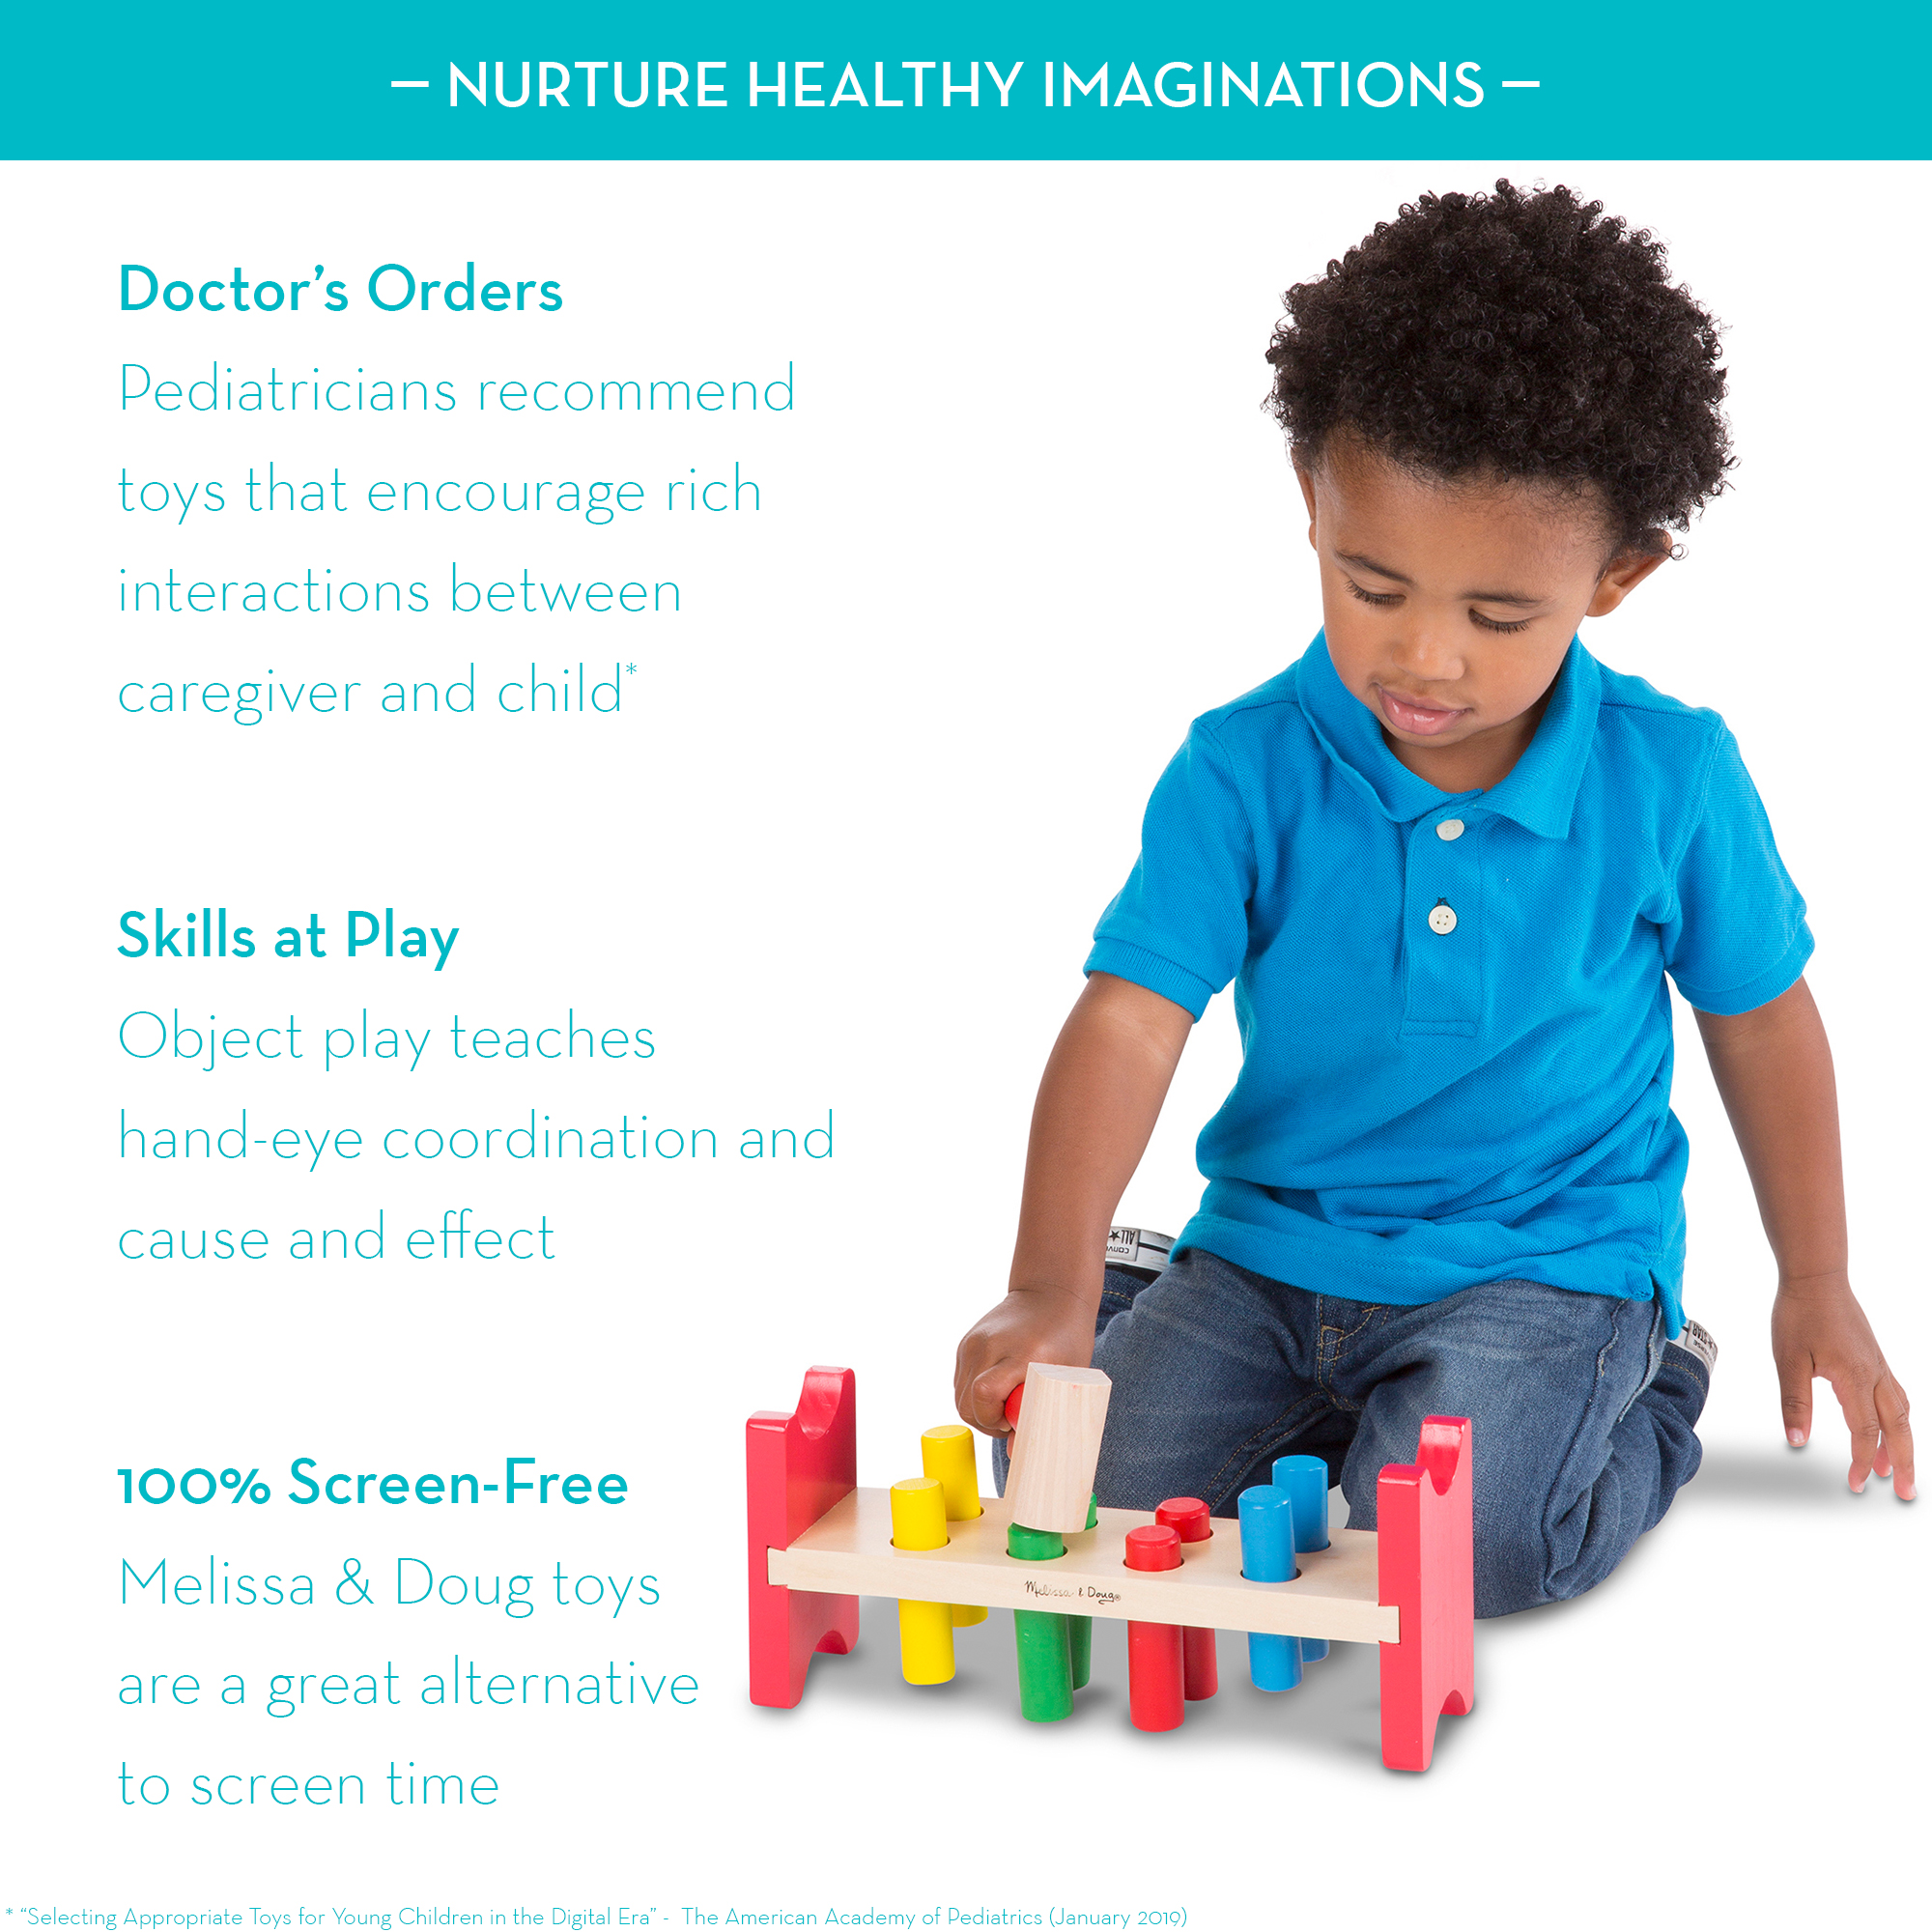 – NURTURE HEALTHY IMAGINATIONS –
Doctor's Orders
Pediatricians recommend
toys that encourage rich
interactions between
caregiver and child*
Skills at Play
Object play teaches
hand-eye coordination and
cause and effect
100% Screen-Free
Melissa & Doug toys
are a great alternative
to screen time
Melissa & Doug®
* "Selecting Appropriate Toys for Young Children in the Digital Era" - The American Academy of Pediatrics (January 2019)